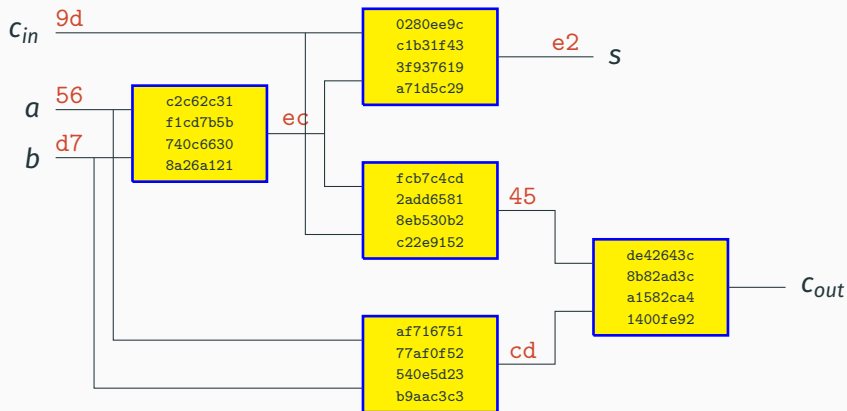 c_in 9d
0280ee9c
c1b31f43
3f937619
a71d5c29
e2 s
a 56
b d7
c2c62c31
f1cd7b5b
740c6630
8a26a121
ec
fcb7c4cd
2add6581
8eb530b2
c22e9152
45
af716751
77af0f52
540e5d23
b9aac3c3
cd
de42643c
8b82ad3c
a1582ca4
1400fe92
c_out